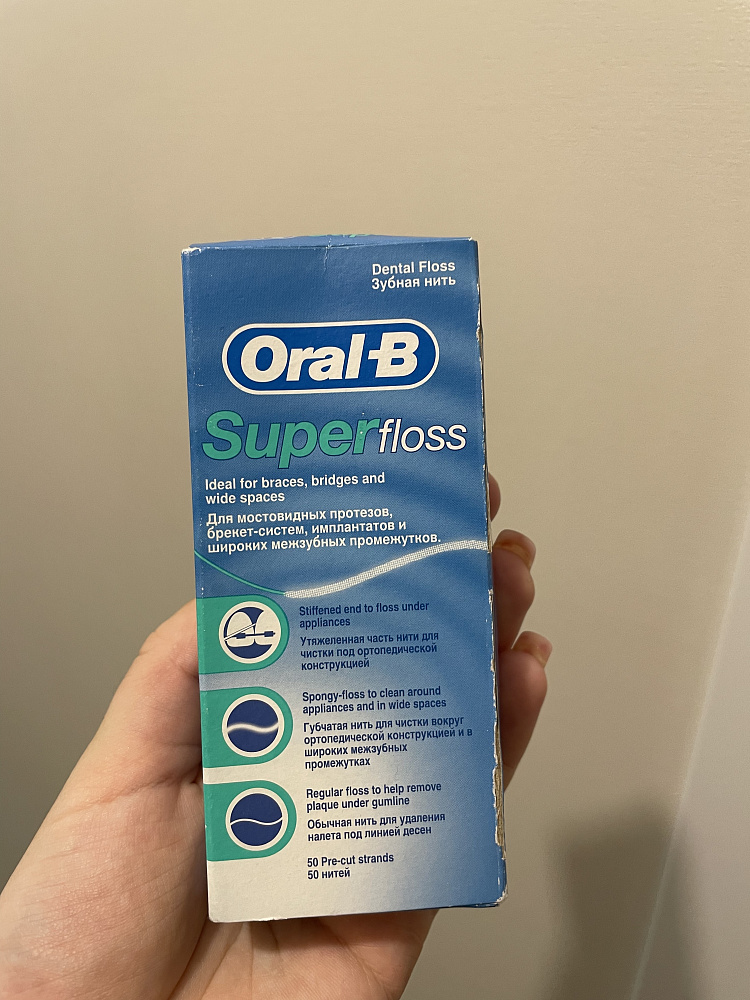 Dental Floss
Зубная нить
Oral-B
Superfloss
Ideal for braces, bridges and
wide spaces
Для мостовидных протезов,
брекет-систем, имплантатов и
широких межзубных промежутков.
Stiffened end to floss under
appliances
Утяжеленная часть нити для
чистки под ортопедической
конструкцией
Spongy-floss to clean around
appliances and in wide spaces
Губчатая нить для чистки вокруг
ортопедической конструкцией и в
широких межзубных
промежутках
Regular floss to help remove
plaque under gumline
Обычная нить для удаления
налета под линией десен
50 Pre-cut strands
50 нитей